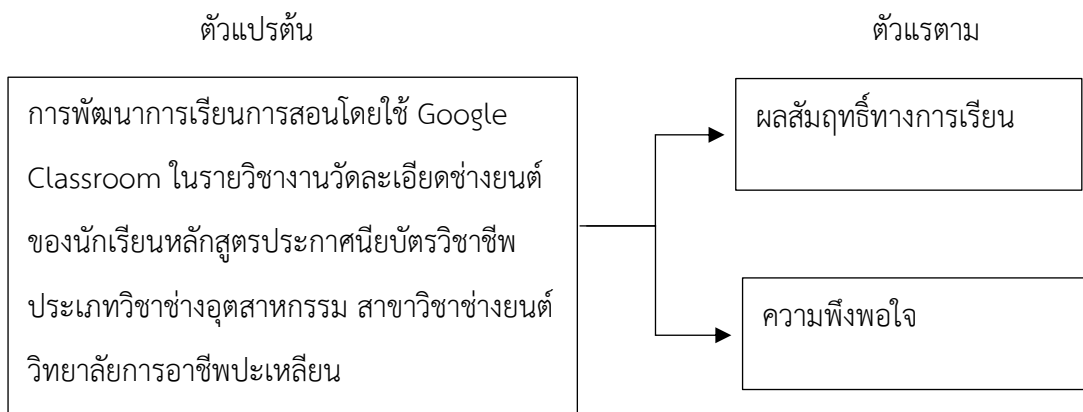 ตัวแปรต้น
ตัวแรตาม
การพัฒนาการเรียนการสอนโดยใช้ Google
Classroom ในรายวิชางานวัดละเอียดช่างยนต์
ของนักเรียนหลักสูตรประกาศนียบัตรวิชาชีพ
ประเภทวิชาช่างอุตสาหกรรม สาขาวิชาช่างยนต์
วิทยาลัยการอาชีพปะเหลียน
ผลสัมฤทธิ์ทางการเรียน
ความพึงพอใจ